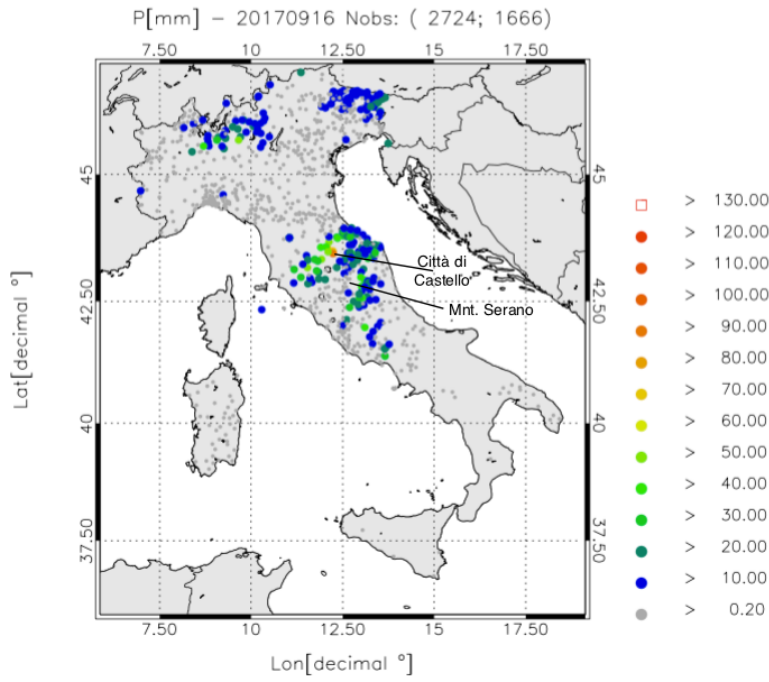 P[mm] – 20170916 Nobs: ( 2724; 1666)
7.50 10 12.50 15 17.50
45 45
42.50 42.50
40 40
37.50 37.50
Città di
Castello
Mnt. Serano
7.50 10 12.50 15 17.50
Lon[decimal °]
Lat[decimal °]
> 130.00
> 120.00
> 110.00
> 100.00
> 90.00
> 80.00
> 70.00
> 60.00
> 50.00
> 40.00
> 30.00
> 20.00
> 10.00
> 0.20